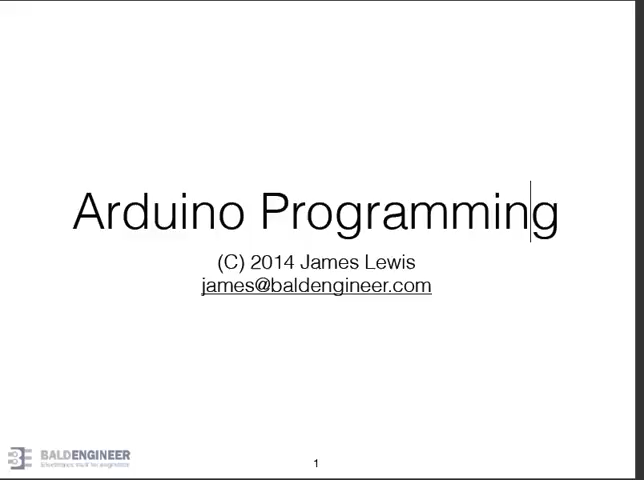 Arduino Programming
(C) 2014 James Lewis
james@baldengineer.com
BALDENGINEER
1